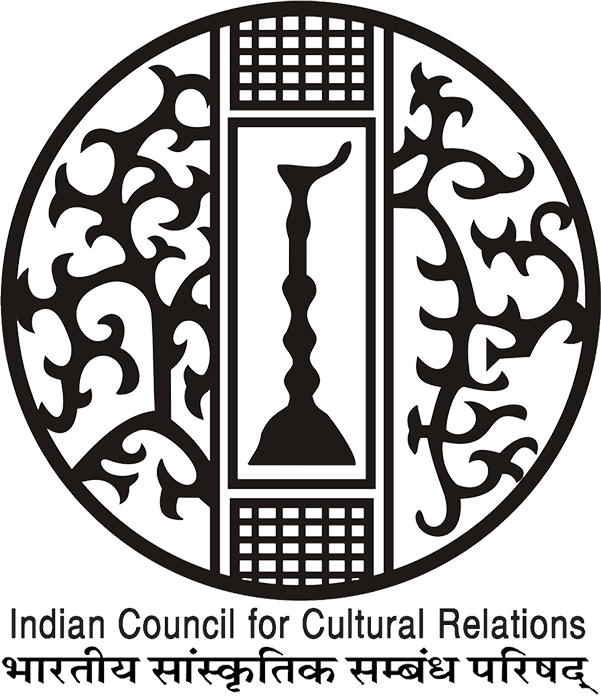 Indian Council for Cultural Relations
भारतीय सांस्कृतिक सम्बंध परिषद्